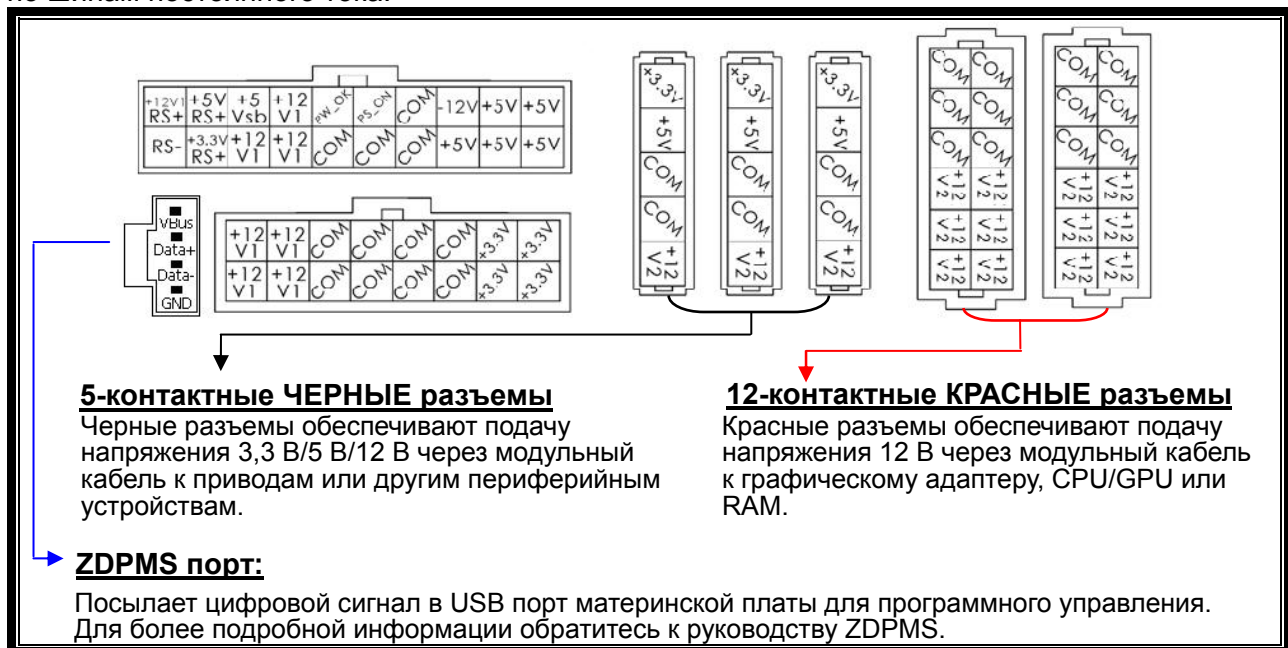 +12V1 RS+ +5V RS+ +5 Vsb +12 V1 PW_OK PS_ON COM -12V +5V +5V
RS- +3.3V RS+ +12 V1 +12 V1 COM COM COM +5V +5V +5V
VBus
Data+
Data-
GND
+12 V1 +12 V1 COM COM COM COM +3.3V +3.3V
+12 V1 +12 V1 COM COM COM COM +3.3V +3.3V
+3.3V +3.3V +3.3V
+5V +5V +5V
COM COM COM
COM COM COM
+12 V2 +12 V2 +12 V2
COM COM COM COM
COM COM COM COM
COM COM COM COM
+12 V2 +12 V2 +12 V2 +12 V2
+12 V2 +12 V2 +12 V2 +12 V2
+12 V2 +12 V2 +12 V2 +12 V2
5-контактные ЧЕРНЫЕ разъемы
Черные разъемы обеспечивают подачу
напряжения 3,3 В/5 В/12 В через модульный
кабель к приводам или другим периферийным
устройствам.
12-контактные КРАСНЫЕ разъемы
Красные разъемы обеспечивают подачу
напряжения 12 В через модульный кабель
к графическому адаптеру, CPU/GPU или
RAM.
ZDPMS порт:
Посылает цифровой сигнал в USB порт материнской платы для программного управления.
Для более подробной информации обратитесь к руководству ZDPMS.